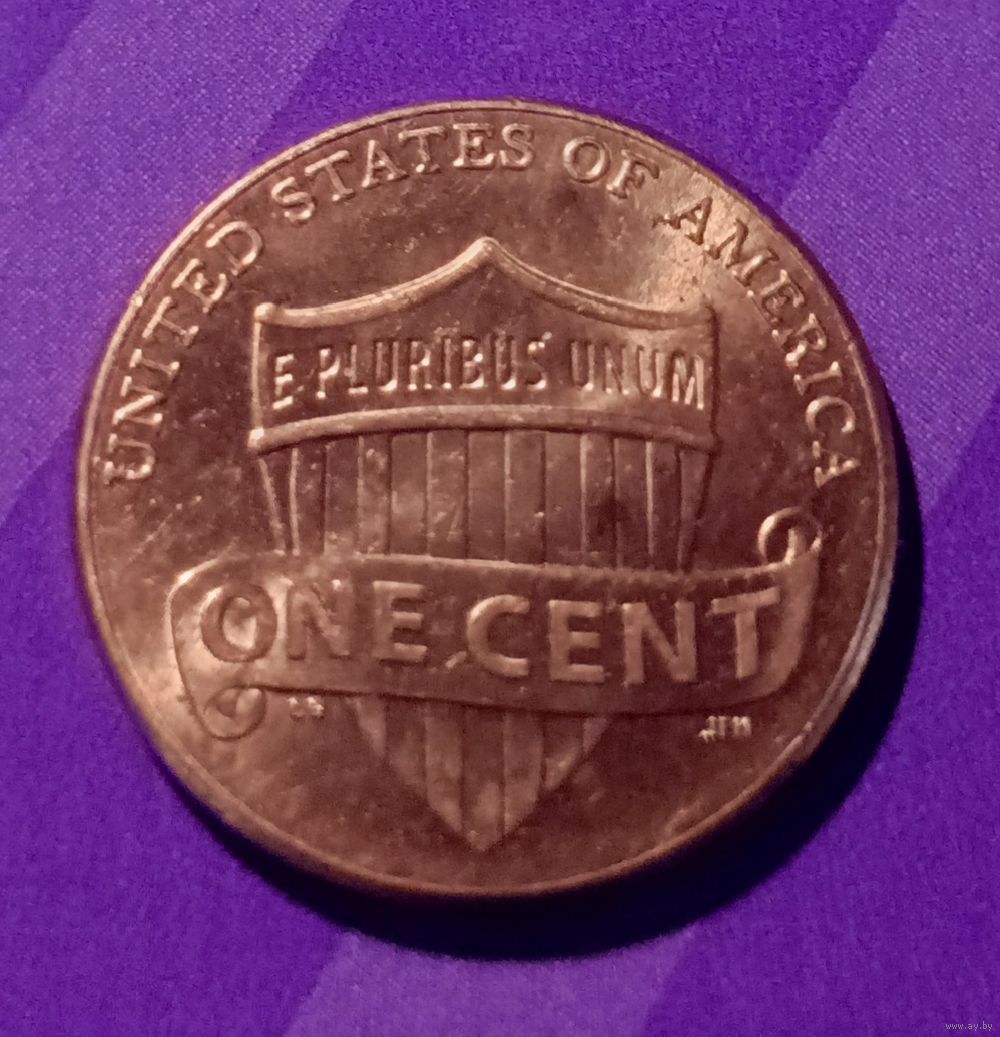 UNITED STATES OF AMERICA
E PLURIBUS UNUM
ONE CENT
www.ay.by